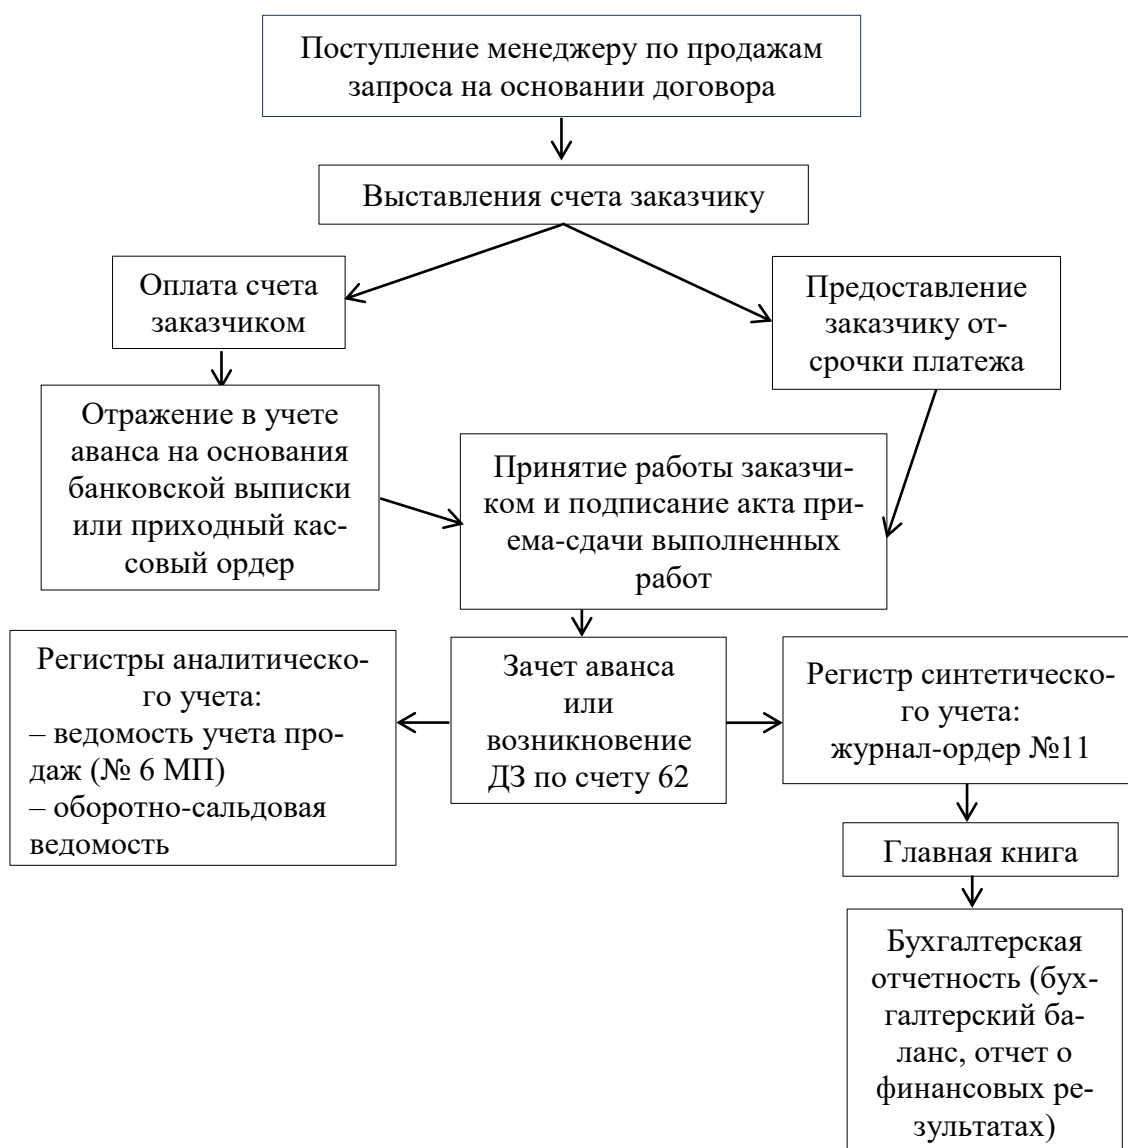 Поступление менеджеру по продажам
запроса на основании договора
Выставления счета заказчику
Оплата счета
заказчиком
Предоставление
заказчику от-
срочки платежа
Отражение в учете
аванса на основания
банковской выписки
или приходный кас-
совый ордер
Принятие работы заказчи-
ком и подписание акта при-
ема-сдачи выполненных
работ
Регистры аналитическо-
го учета:
– ведомость учета про-
даж (№ 6 МП)
– оборотно-сальдовая
ведомость
Зачет аванса
или
возникновение
ДЗ по счету 62
Регистр синтетическо-
го учета:
журнал-ордер №11
Главная книга
Бухгалтерская
отчетность (бух-
галтерский ба-
ланс, отчет о
финансовых ре-
зультатах)